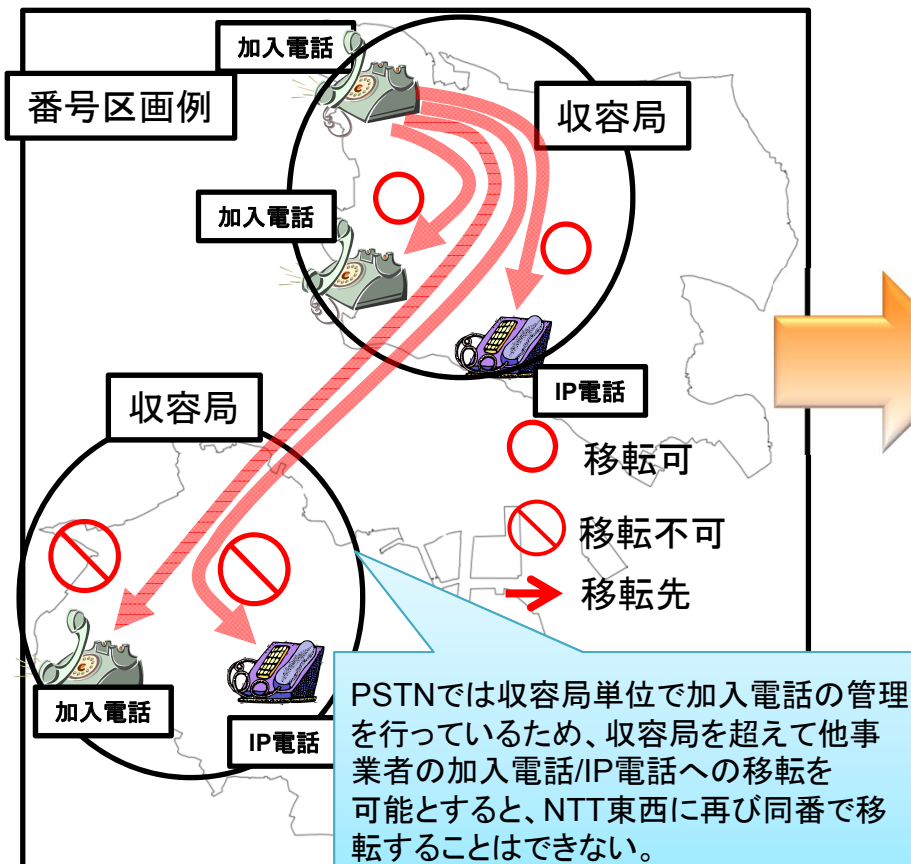 加入電話
番号区画例
収容局
加入電話
IP電話
収容局
移転可
移転不可
移転先
加入電話
IP電話
PSTNでは収容局単位で加入電話の管理
を行っているため、収容局を超えて他事
業者の加入電話/IP電話への移転を
可能とすると、NTT東西に再び同番で移
転することはできない。